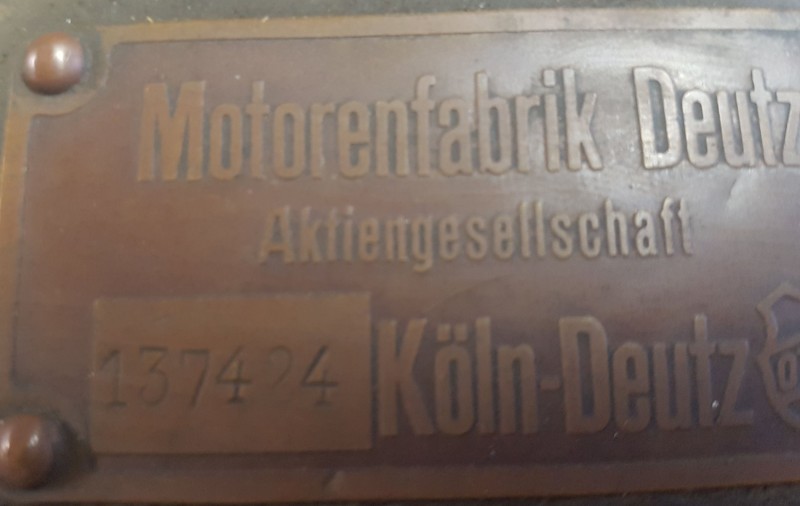 Motorenfabrik Deutz
Aktiengesellschaft
137424 Köln-Deutz